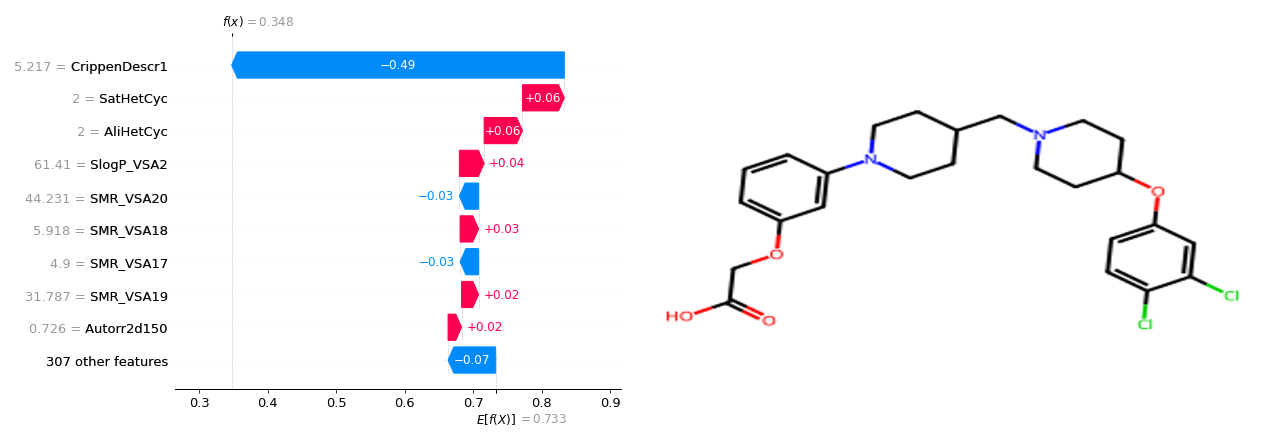 f(x) = 0.348
5.217 = CrippenDescr1
−0.49
2 = SatHetCyc
+0.06
2 = AliHetCyc
+0.06
61.41 = SlogP_VSA2
+0.04
44.231 = SMR_VSA20
−0.03
5.918 = SMR_VSA18
+0.03
4.9 = SMR_VSA17
−0.03
31.787 = SMR_VSA19
+0.02
0.726 = Autorr2d150
+0.02
307 other features
−0.07
0.3 0.4 0.5 0.6 0.7 0.8 0.9
E[f(X)] = 0.733
N
N
O
O
HO
O
Cl
Cl